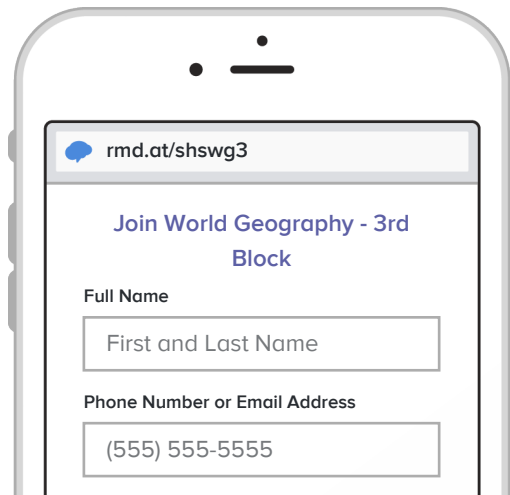 rmd.at/shswg3
Join World Geography - 3rd
Block
Full Name
First and Last Name
Phone Number or Email Address
(555) 555-5555